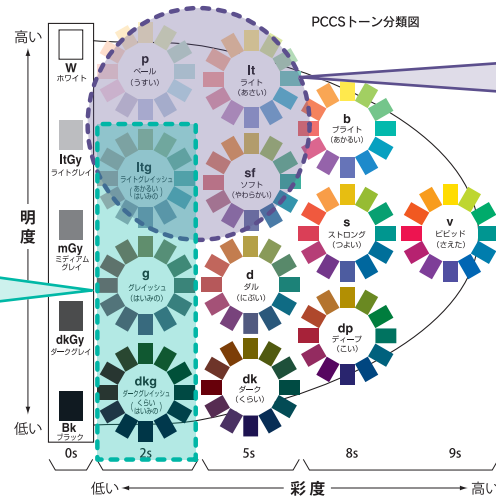 PCCSトーン分類図
高い
明度
低い
W
ホワイト
ltGy
ライトグレイ
mGy
ミディアム
グレイ
dkGy
ダークグレイ
Bk
ブラック
p
ペール
(うすい)
ltg
ライトグレイッシュ
(あかるい
はいみの)
g
グレイッシュ
(はいみの)
dkg
ダークグレイッシュ
(くらい
はいみの)
lt
ライト
(あさい)
sf
ソフト
(やわらかい)
d
ダル
(にぶい)
dk
ダーク
(くらい)
b
ブライト
(あかるい)
s
ストロング
(つよい)
dp
ディープ
(こい)
v
ビビッド
(さえた)
0s
2s
5s
8s
9s
低い
彩度
高い